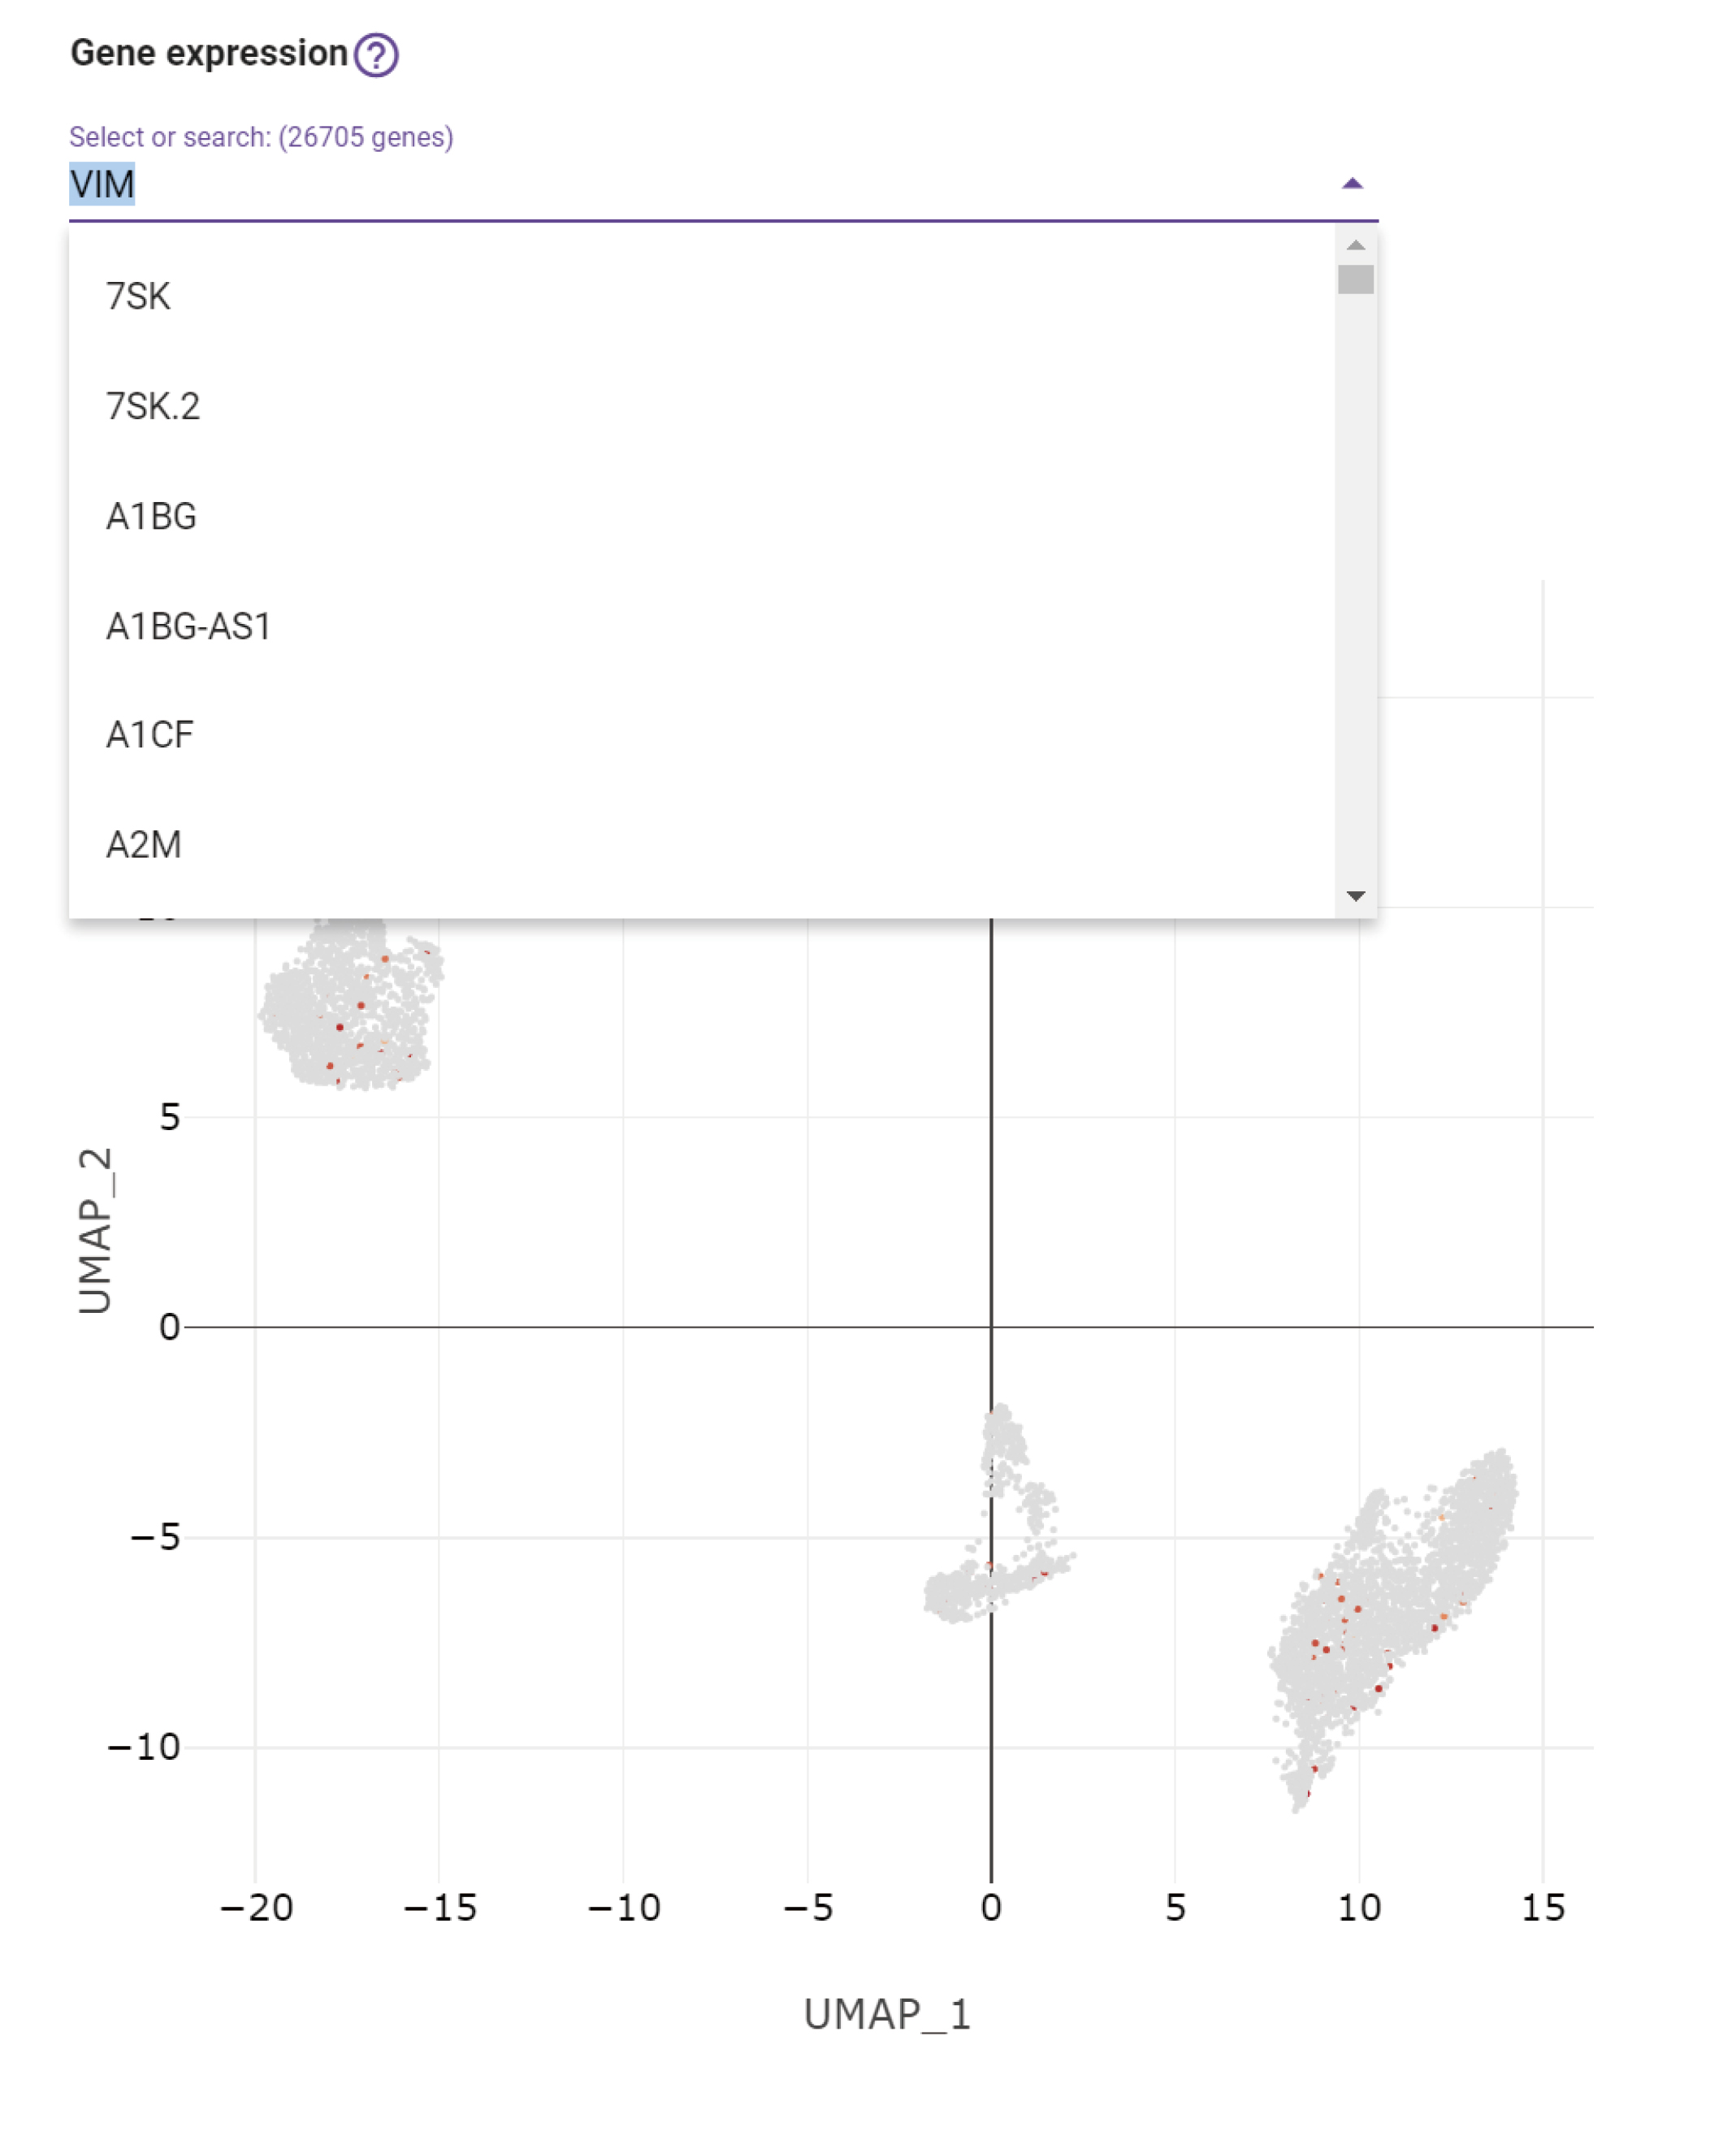 Gene expression ?
Select or search: (26705 genes)
VIM
7SK
7SK.2
A1BG
A1BG-AS1
A1CF
A2M
5
0
−5
−10
UMAP_2
−20 −15 −10 −5 0 5 10 15
UMAP_1